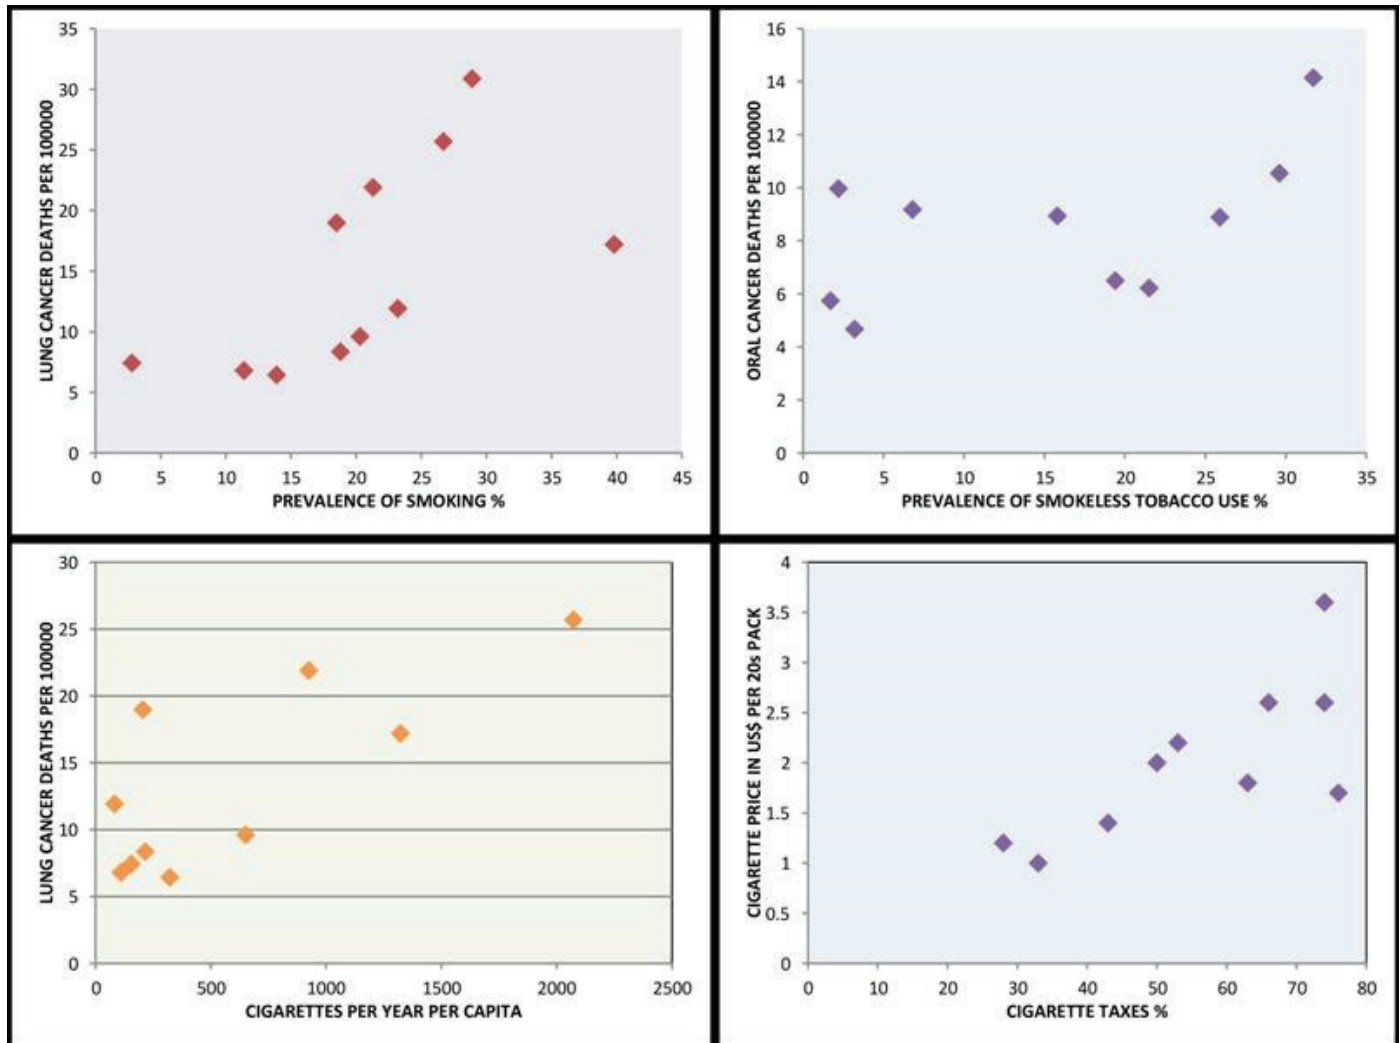 LUNG CANCER DEATHS PER 100000
35
30
25
20
15
10
5
0
0 5 10 15 20 25 30 35 40 45
PREVALENCE OF SMOKING %
ORAL CANCER DEATHS PER 100000
16
14
12
10
8
6
4
2
0
0 5 10 15 20 25 30 35
PREVALENCE OF SMOKELESS TOBACCO USE %
LUNG CANCER DEATHS PER 100000
30
25
20
15
10
5
0
0 500 1000 1500 2000 2500
CIGARETTES PER YEAR PER CAPITA
CIGARETTE PRICE IN US$ PER 20s PACK
4
3.5
3
2.5
2
1.5
1
0.5
0
0 10 20 30 40 50 60 70 80
CIGARETTE TAXES %